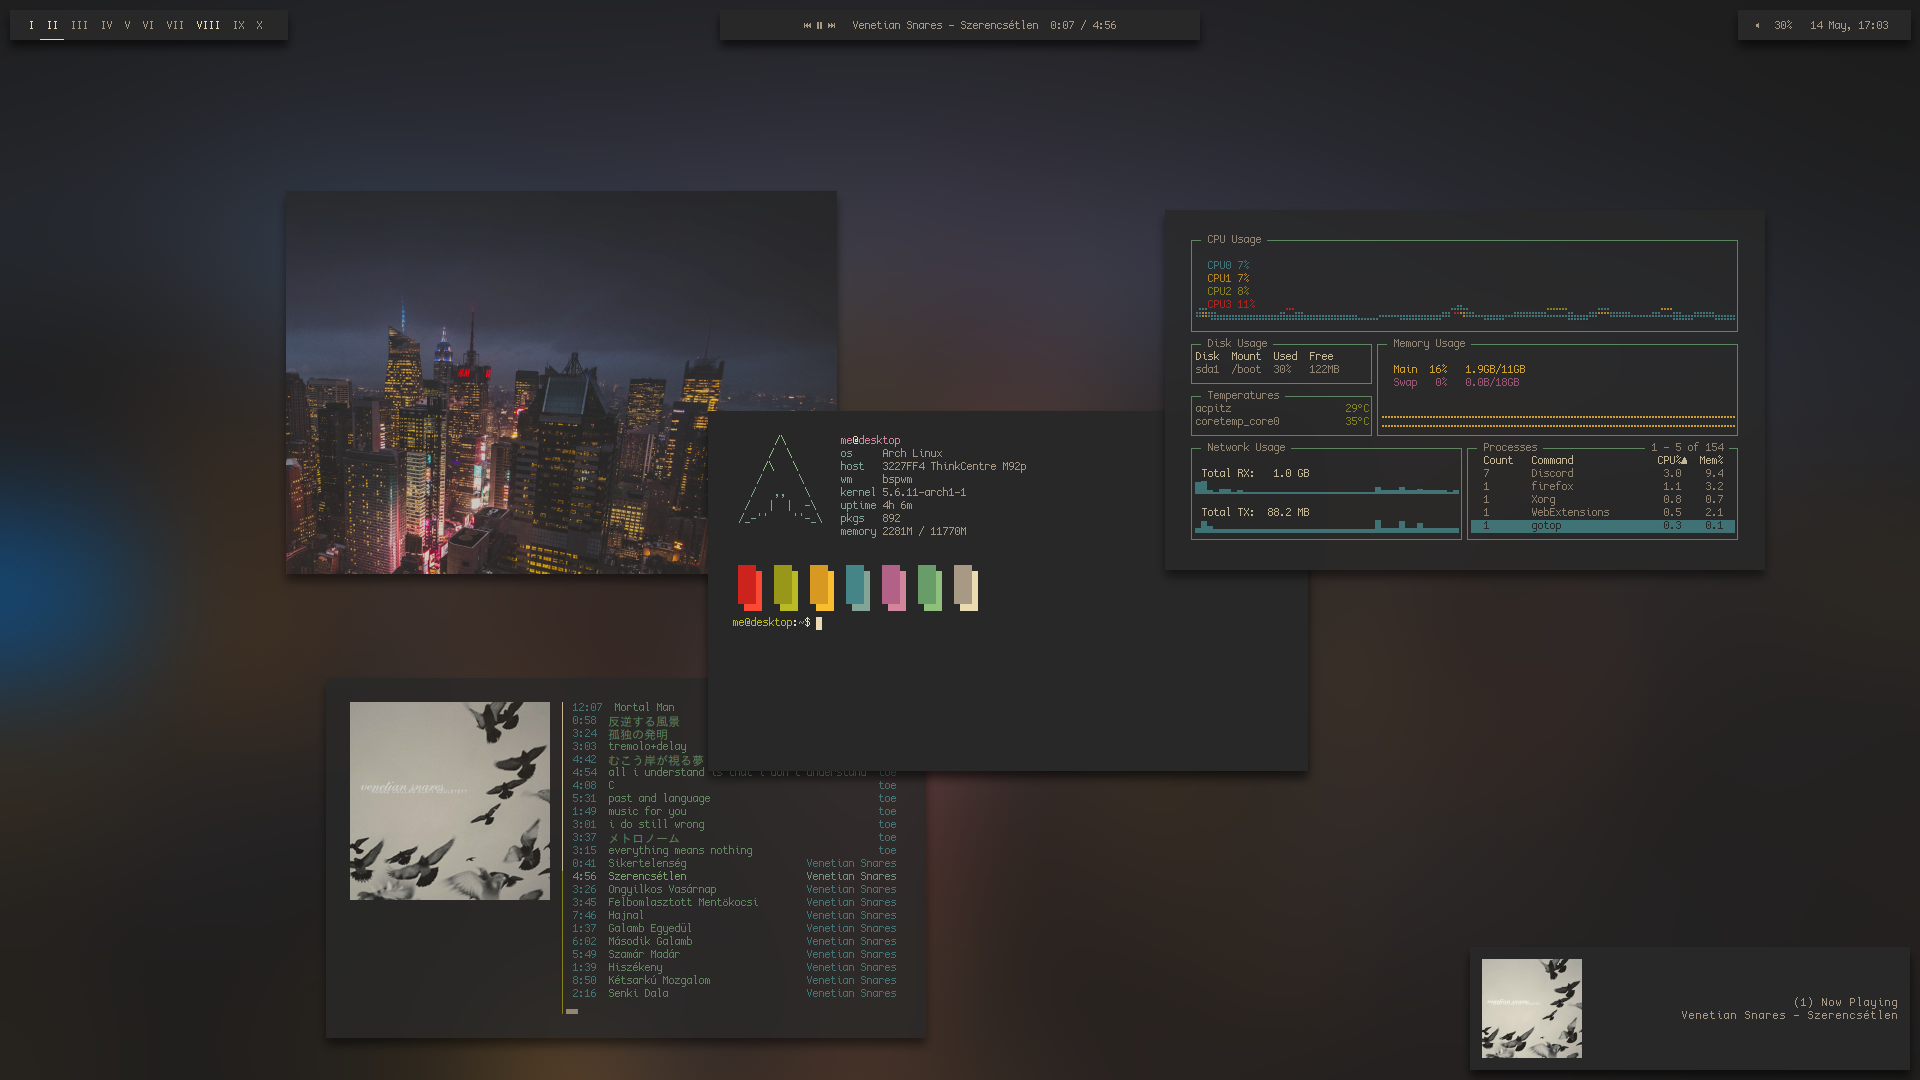 I II III IV V VI VII VIII IX X
Venetian Snares - Szerencsétlen 0:07 / 4:56
30% 14 May, 17:03
CPU Usage
CPU0 7%
CPU1 7%
CPU2 8%
CPU3 11%
Disk Usage
Disk Mount Used Free
sda1 /boot 30% 122MB
Memory Usage
Main 16% 1.9GB/11GB
Swap 0% 0.0B/18GB
Temperatures
acpitz 29°C
coretemp_core0 35°C
Network Usage
Total RX: 1.0 GB
Total TX: 88.2 MB
Processes 1 - 5 of 154
Count Command CPU%▲ Mem%
7 Discord 3.0 9.4
1 firefox 1.1 3.2
1 Xorg 0.8 0.7
1 WebExtensions 0.5 2.1
1 gotop 0.3 0.1
me@desktop
os Arch Linux
host 3227FF4 ThinkCentre M92p
wm bspwm
kernel 5.6.11-arch1-1
uptime 4h 6m
pkgs 892
memory 2281M / 11770M
me@desktop:~$
venetian snares
12:07 Mortal Man
0:58 反逆する風景
3:24 孤独の発明
3:03 tremolo+delay
4:42 むこう岸が視る夢
4:54 all i understand is that i don't understand toe
4:08 C toe
5:31 past and language toe
1:49 music for you toe
3:01 i do still wrong toe
3:37 メトロノーム toe
3:15 everything means nothing toe
0:41 Sikertelenség Venetian Snares
4:56 Szerencsétlen Venetian Snares
3:26 Öngyilkos Vasárnap Venetian Snares
3:45 Felbomlasztott Mentökocsi Venetian Snares
7:46 Hajnal Venetian Snares
1:37 Galamb Egyedül Venetian Snares
6:02 Második Galamb Venetian Snares
5:49 Szamár Madár Venetian Snares
1:39 Hiszékeny Venetian Snares
8:50 Kétsarkú Mozgalom Venetian Snares
2:16 Senki Dala Venetian Snares
(1) Now Playing
Venetian Snares - Szerencsétlen